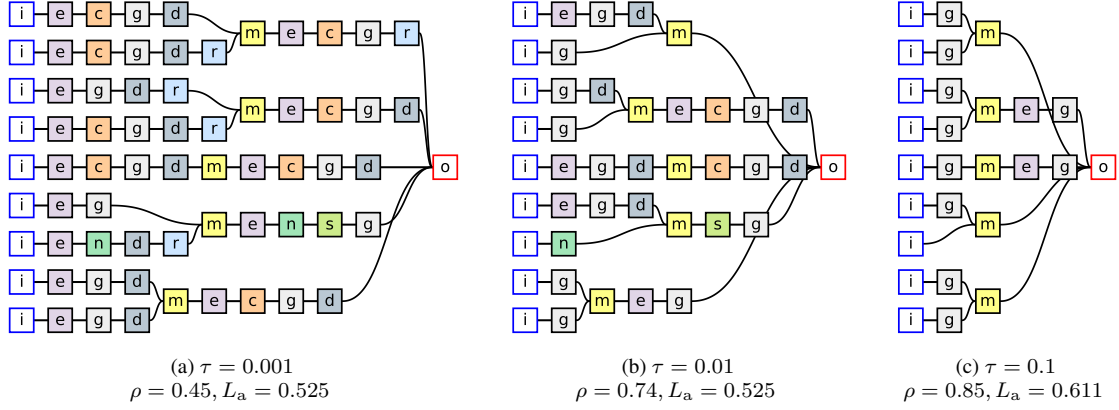 i e c g d
m e c g r
i e c g d r
i e g d r
m e c g d
i e c g d r
i e c g d m e c g d o
i e g
m e n s g
i e n d r
i e g d
m e c g d
i e g d
(a) τ = 0.001
ρ = 0.45, Lₐ = 0.525
i e g d
m
i g
i g d
m e c g d
i g
i e g d m c g d o
i e g d
m s g
i n
i g
m e g
i g
(b) τ = 0.01
ρ = 0.74, Lₐ = 0.525
i g
m
i g
i g
m e g
i g
i g m e g o
i g
m
i
i g
m
i g
(c) τ = 0.1
ρ = 0.85, Lₐ = 0.611